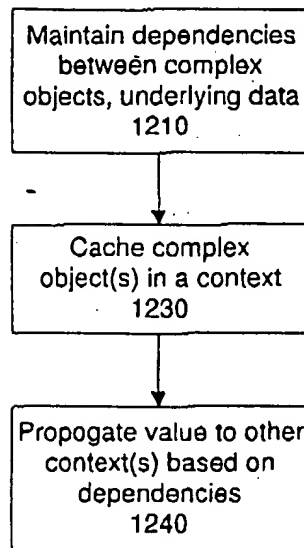 Maintain dependencies
between complex
objects, underlying data
1210
Cache complex
object(s) in a context
1230
Propogate value to other
context(s) based on
dependencies
1240